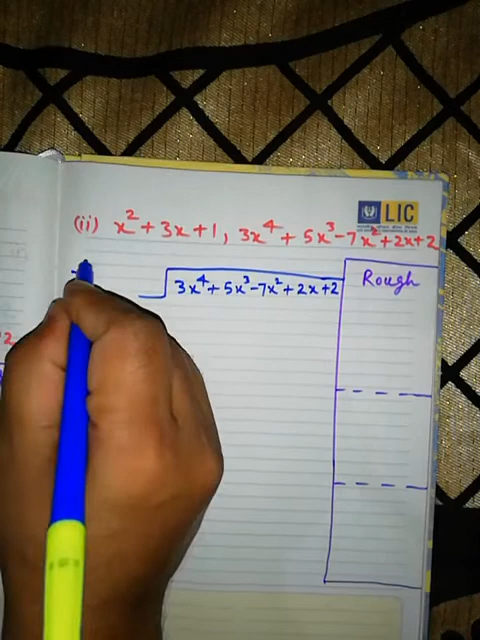 LIC
(ii) x² + 3x + 1, 3x⁴ + 5x³ - 7x² + 2x + 2
3x⁴ + 5x³ - 7x² + 2x + 2
Rough